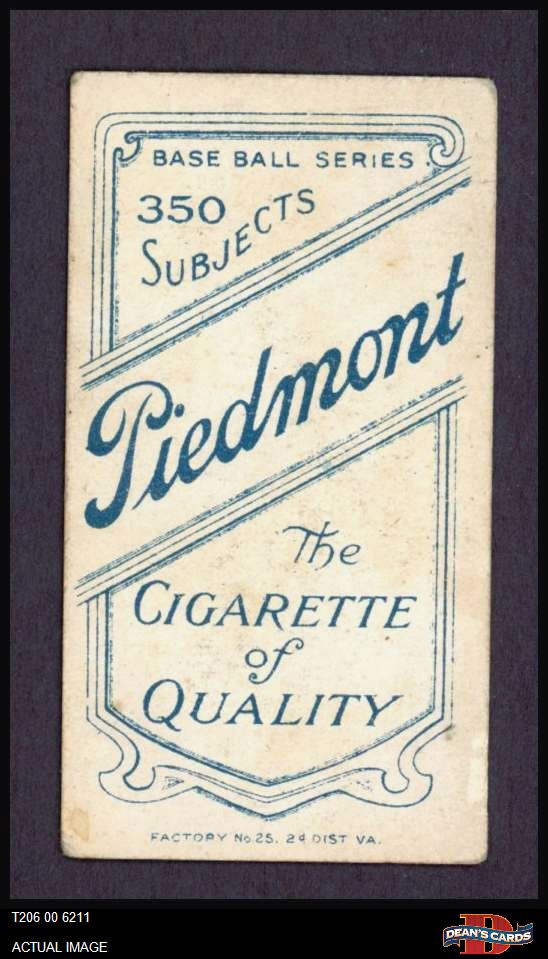 BASE BALL SERIES
350
SUBJECTS
Piedmont
The
CIGARETTE
of
QUALITY
FACTORY No 25. 2d DIST VA.
T206 00 6211
ACTUAL IMAGE
D
DEAN'S CARDS